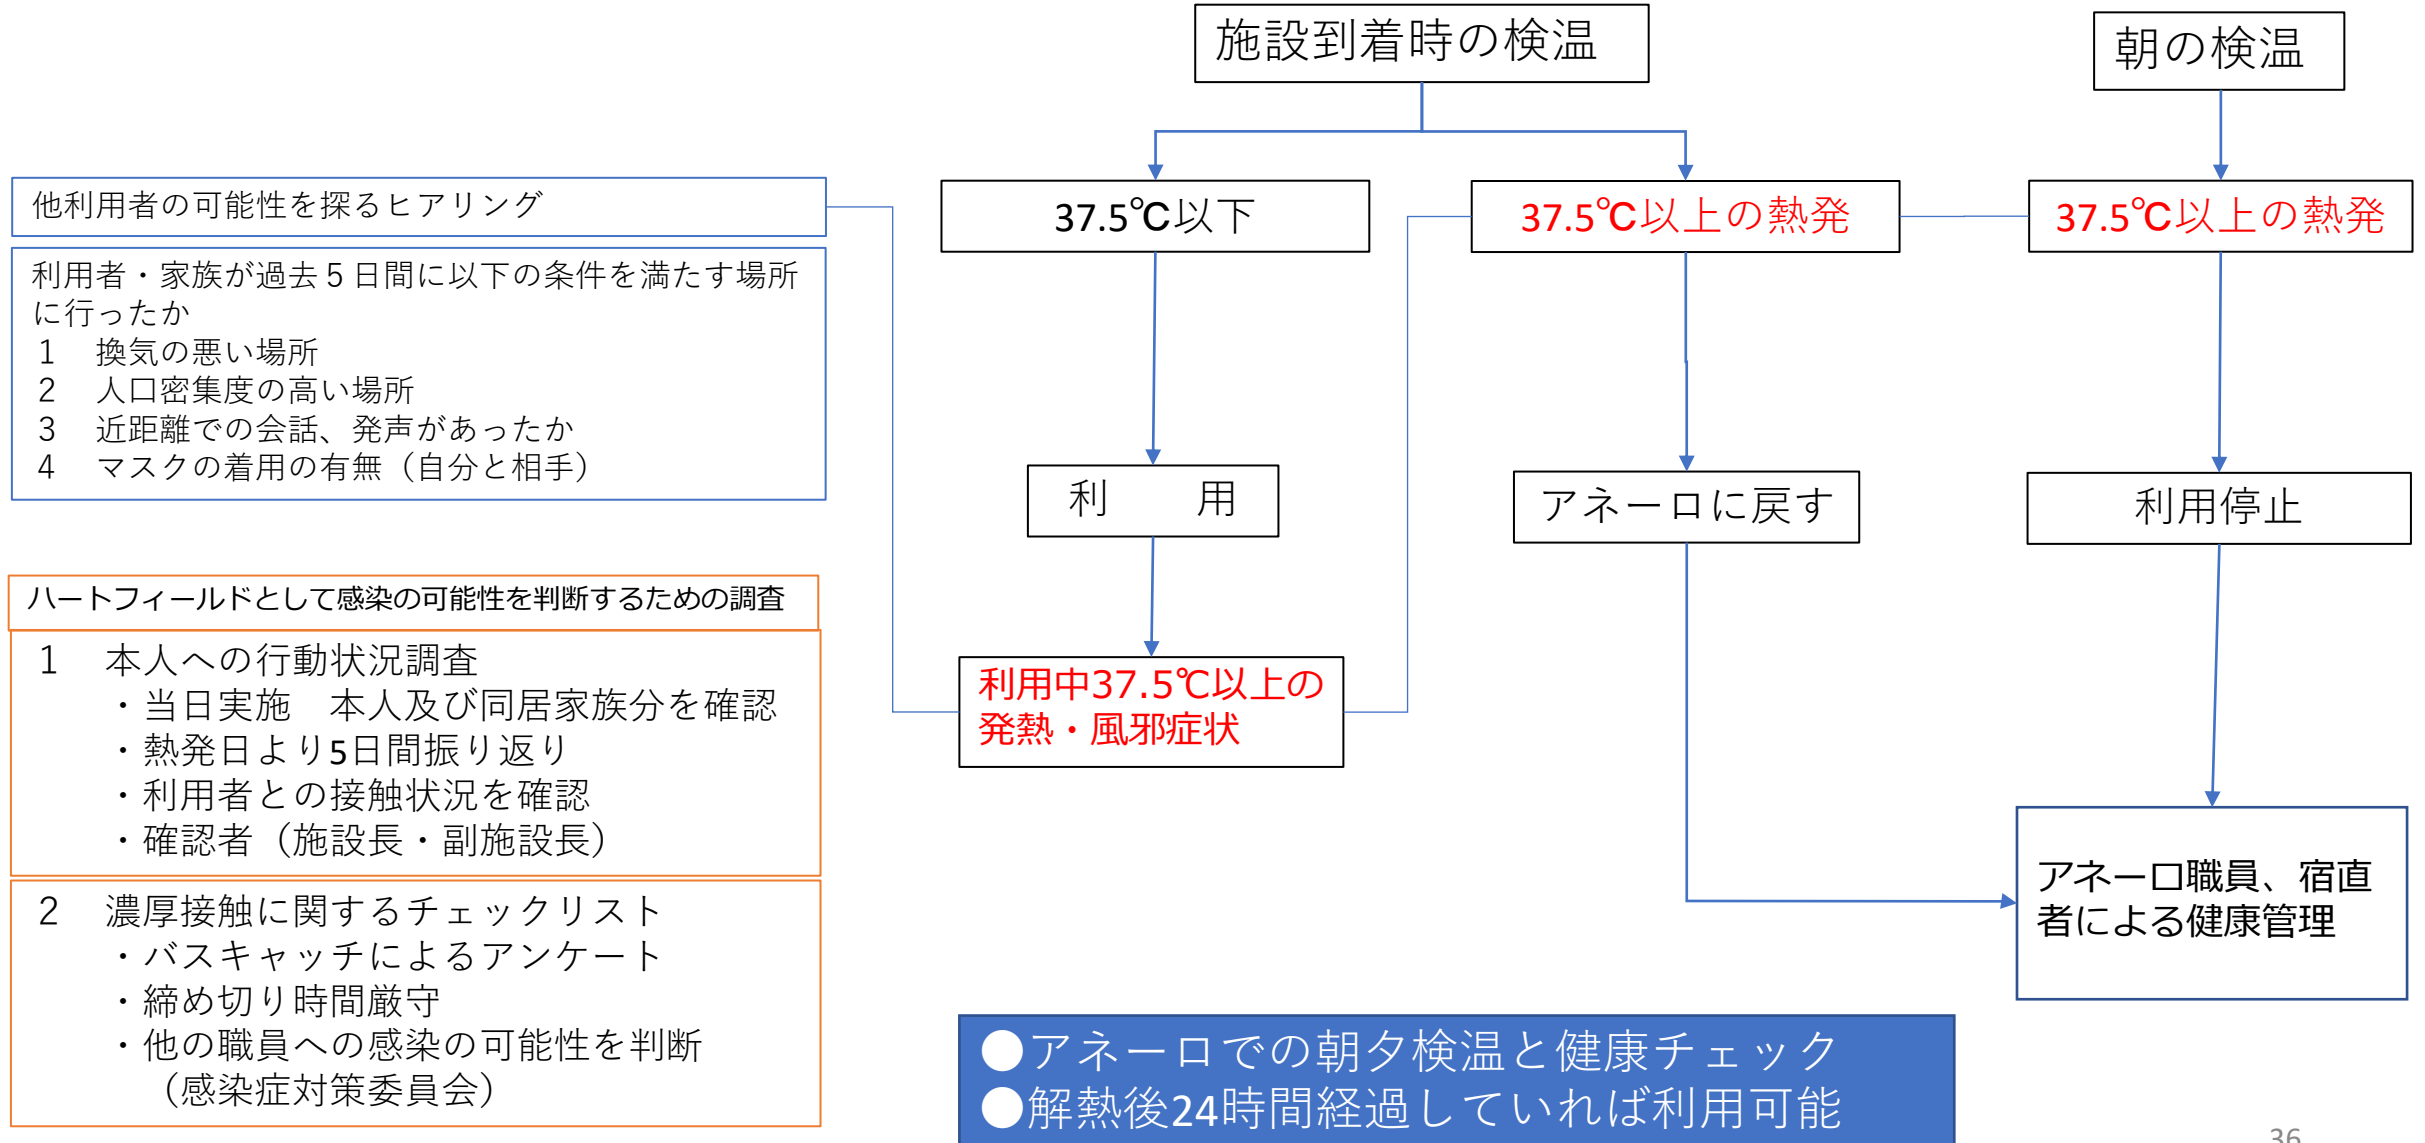 施設到着時の検温
朝の検温
他利用者の可能性を探るヒアリング
37.5℃以下
37.5℃以上の熱発
37.5℃以上の熱発
利用者・家族が過去５日間に以下の条件を満たす場所
に行ったか
１　換気の悪い場所
２　人口密集度の高い場所
３　近距離での会話、発声があったか
４　マスクの着用の有無（自分と相手）
利　　用
アネーロに戻す
利用停止
ハートフィールドとして感染の可能性を判断するための調査
１　本人への行動状況調査
・当日実施　本人及び同居家族分を確認
・熱発日より5日間振り返り
・利用者との接触状況を確認
・確認者（施設長・副施設長）
利用中37.5℃以上の
発熱・風邪症状
アネーロ職員、宿直
者による健康管理
２　濃厚接触に関するチェックリスト
・バスキャッチによるアンケート
・締め切り時間厳守
・他の職員への感染の可能性を判断
（感染症対策委員会）
●アネーロでの朝夕検温と健康チェック
●解熱後24時間経過していれば利用可能
36